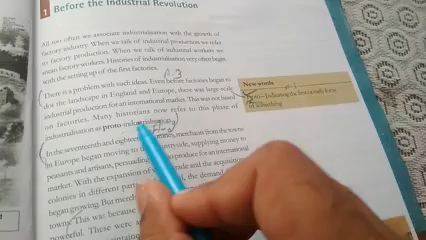 1 Before the Industrial Revolution
All too often we associate industrialisation with the growth of
factory industry. When we talk of industrial production we refer
to factory production. When we talk of industrial workers we
mean factory workers. Histories of industrialisation very often begin
with the setting up of the first factories.
P-3
There is a problem with such ideas. Even before factories began to
dot the landscape in England and Europe, there was large-scale
industrial production for an international market. This was not based
on factories. Many historians now refer to this phase of
industrialisation as proto-industrialisation.
In the seventeenth and eighteenth centuries, merchants from the towns
in Europe began moving to the countryside, supplying money to
peasants and artisans, persuading to produce for an international
market. With the expansion of trade and the acquisition
colonies in different parts the demand
began growing. But merch
towns. This was because
powerful. These were
New words
Proto – Indicating the first or early form
of something